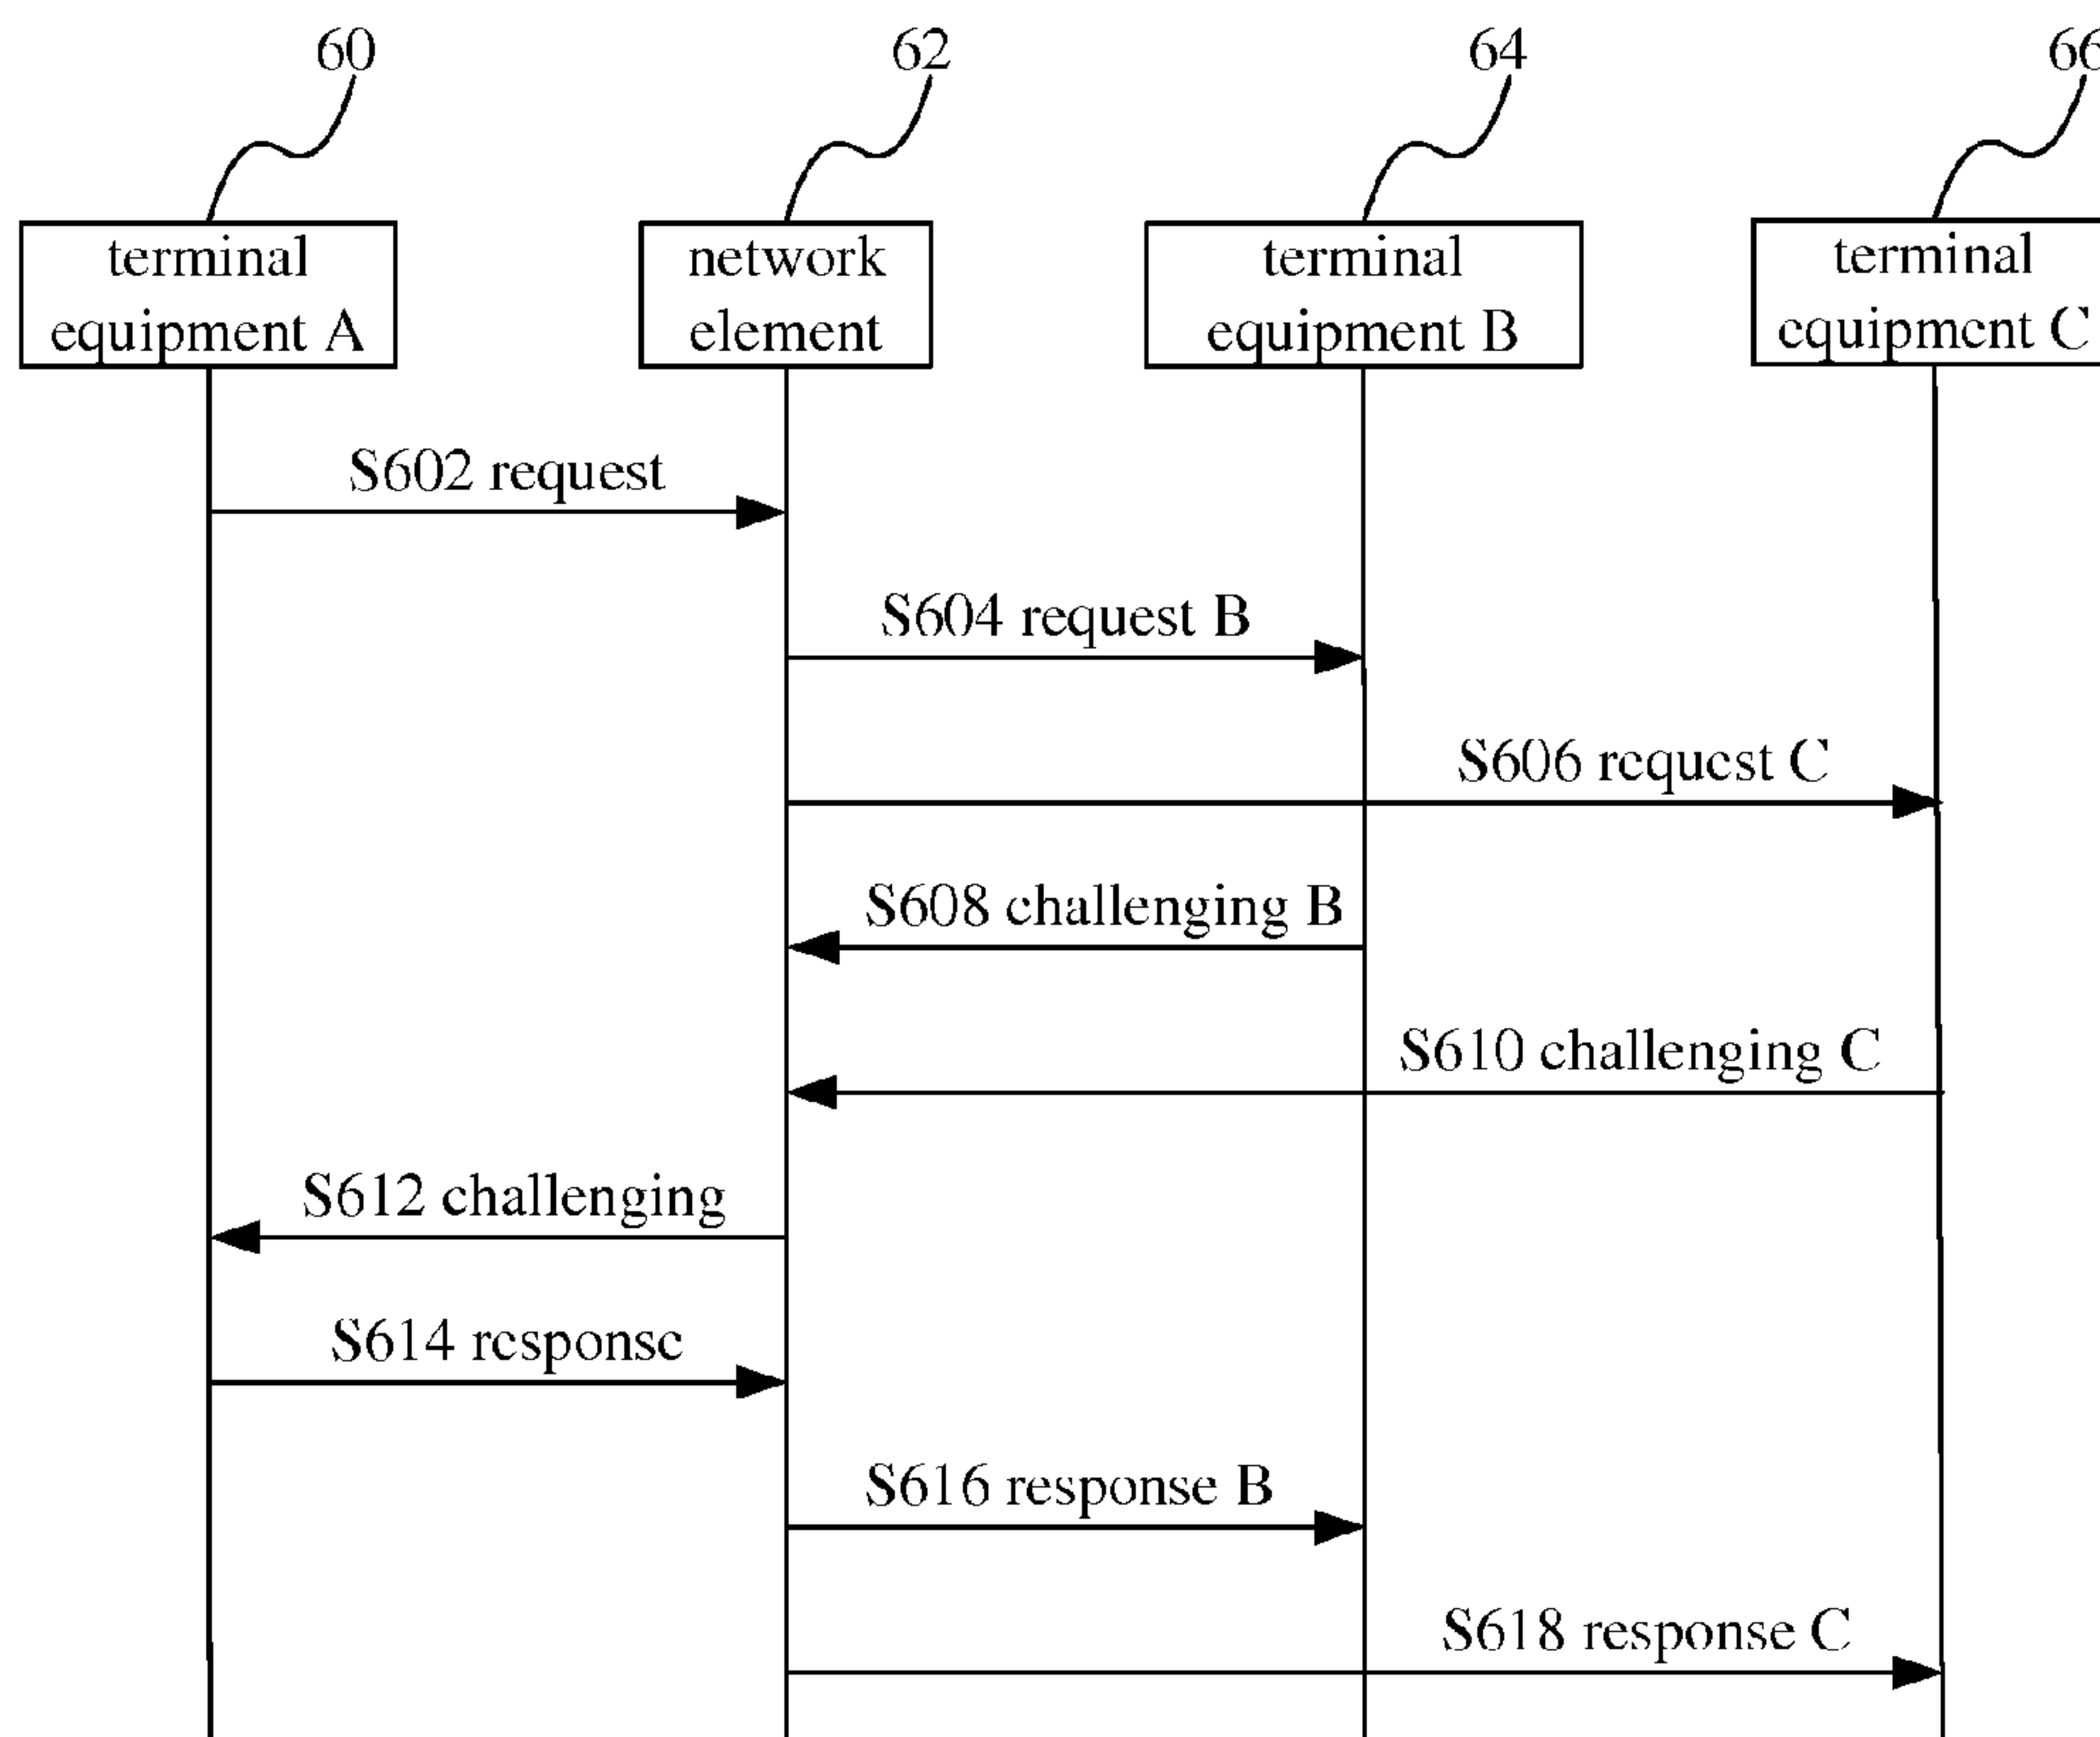 60
62
64
66
terminal
equipment A
network
element
terminal
equipment B
terminal
equipment C
S602 request
S604 request B
S606 request C
S608 challenging B
S610 challenging C
S612 challenging
S614 response
S616 response B
S618 response C